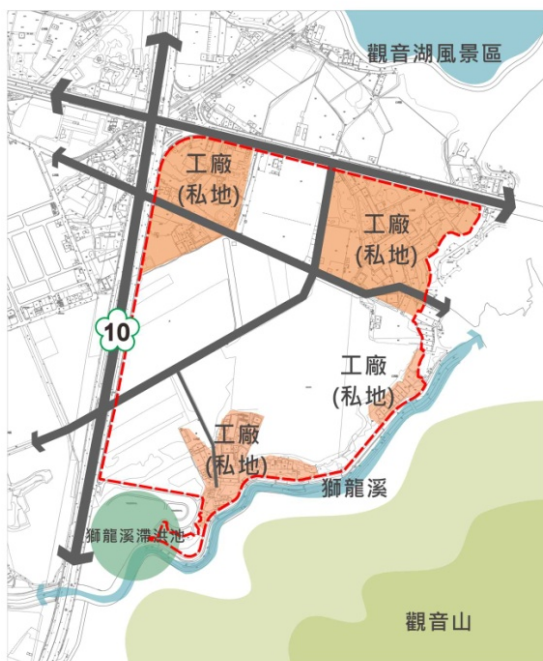 觀音湖風景區
工廠
(私地)
工廠
(私地)
10
工廠
(私地)
工廠
(私地)
獅龍溪
獅龍溪滯洪池
觀音山